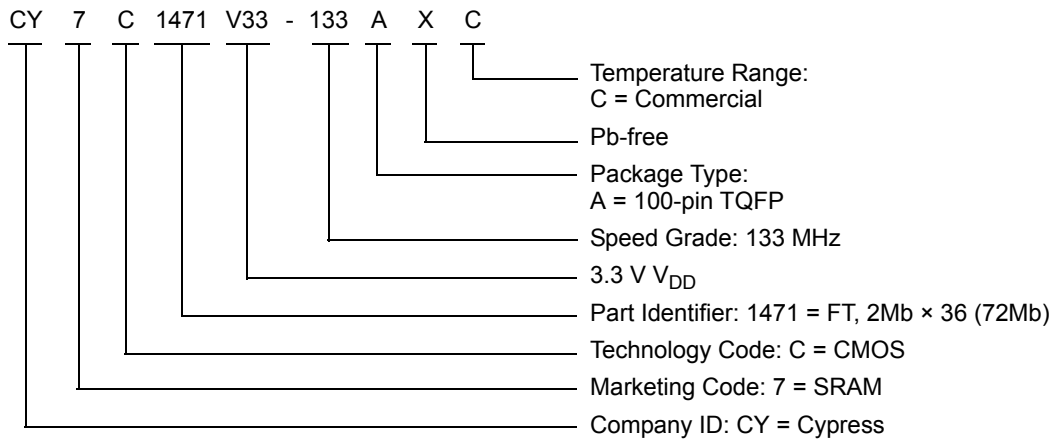 CY 7 C 1471 V33 - 133 A X C
Temperature Range:
C = Commercial
Pb-free
Package Type:
A = 100-pin TQFP
Speed Grade: 133 MHz
3.3 V VDD
Part Identifier: 1471 = FT, 2Mb × 36 (72Mb)
Technology Code: C = CMOS
Marketing Code: 7 = SRAM
Company ID: CY = Cypress